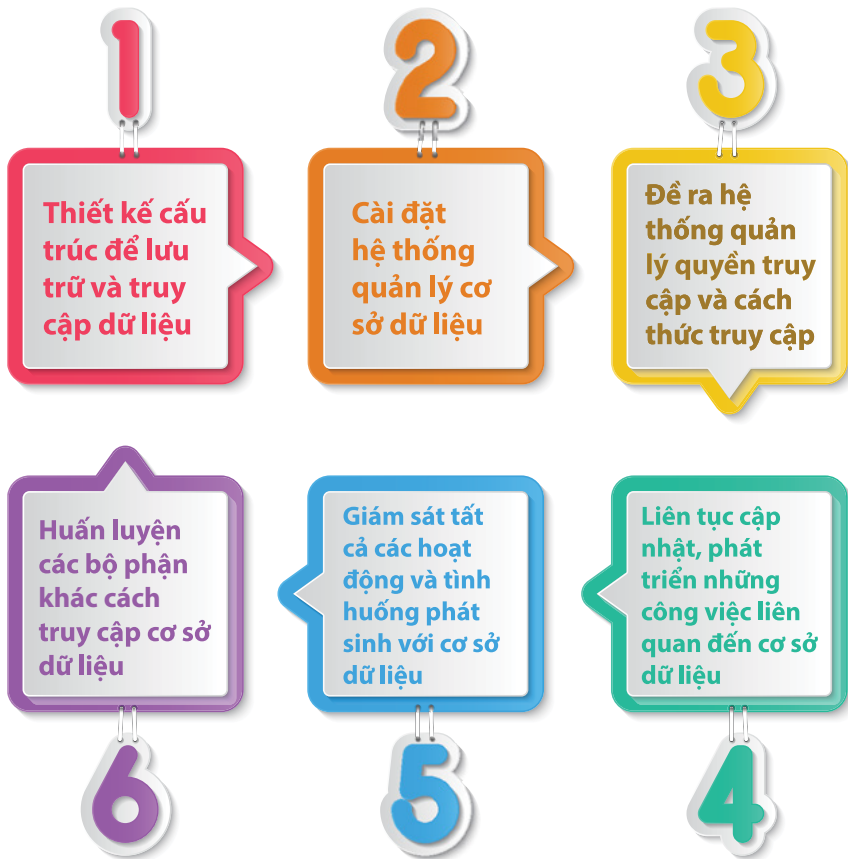 1
Thiết kế cấu
trúc để lưu
trữ và truy
cập dữ liệu
2
Cài đặt
hệ thống
quản lý cơ
sở dữ liệu
3
Đề ra hệ
thống quản
lý quyền truy
cập và cách
thức truy cập
4
Liên tục cập
nhật, phát
triển những
công việc liên
quan đến cơ sở
dữ liệu
5
Giám sát tất
cả các hoạt
động và tình
huống phát
sinh với cơ sở
dữ liệu
6
Huấn luyện
các bộ phận
khác cách
truy cập cơ sở
dữ liệu